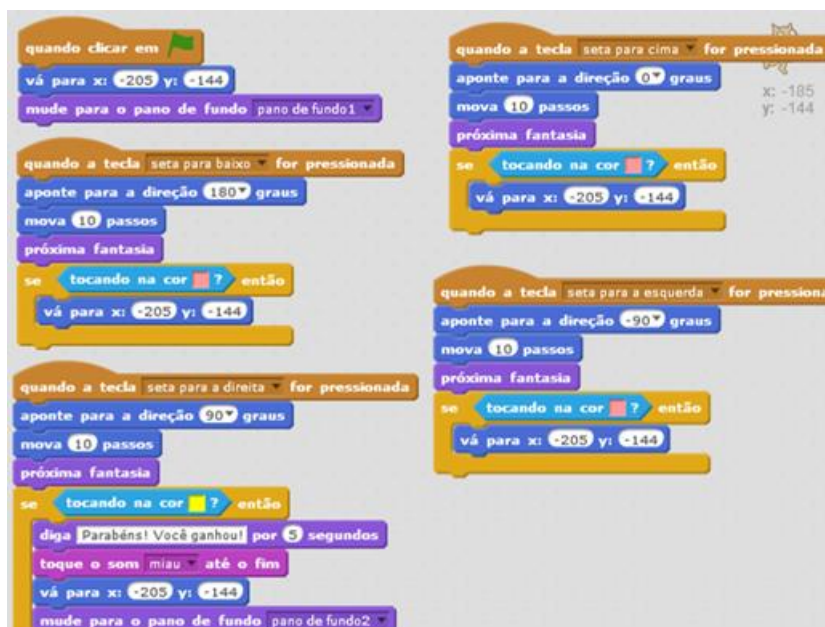 quando clicar em
vá para x: -205 y: -144
mude para o pano de fundo pano de fundo1
quando a tecla seta para baixo for pressionada
aponte para a direção 180 graus
mova 10 passos
próxima fantasia
se tocando na cor ? então
vá para x: -205 y: -144
quando a tecla seta para a direita for pressionada
aponte para a direção 90 graus
mova 10 passos
próxima fantasia
se tocando na cor ? então
diga Parabéns! Você ganhou! por 5 segundos
toque o som miau até o fim
vá para x: -205 y: -144
mude para o pano de fundo pano de fundo2
quando a tecla seta para cima for pressionada
aponte para a direção 0 graus
mova 10 passos
próxima fantasia
se tocando na cor ? então
vá para x: -205 y: -144
x: -185
y: -144
quando a tecla seta para a esquerda for pressiona
aponte para a direção -90 graus
mova 10 passos
próxima fantasia
se tocando na cor ? então
vá para x: -205 y: -144